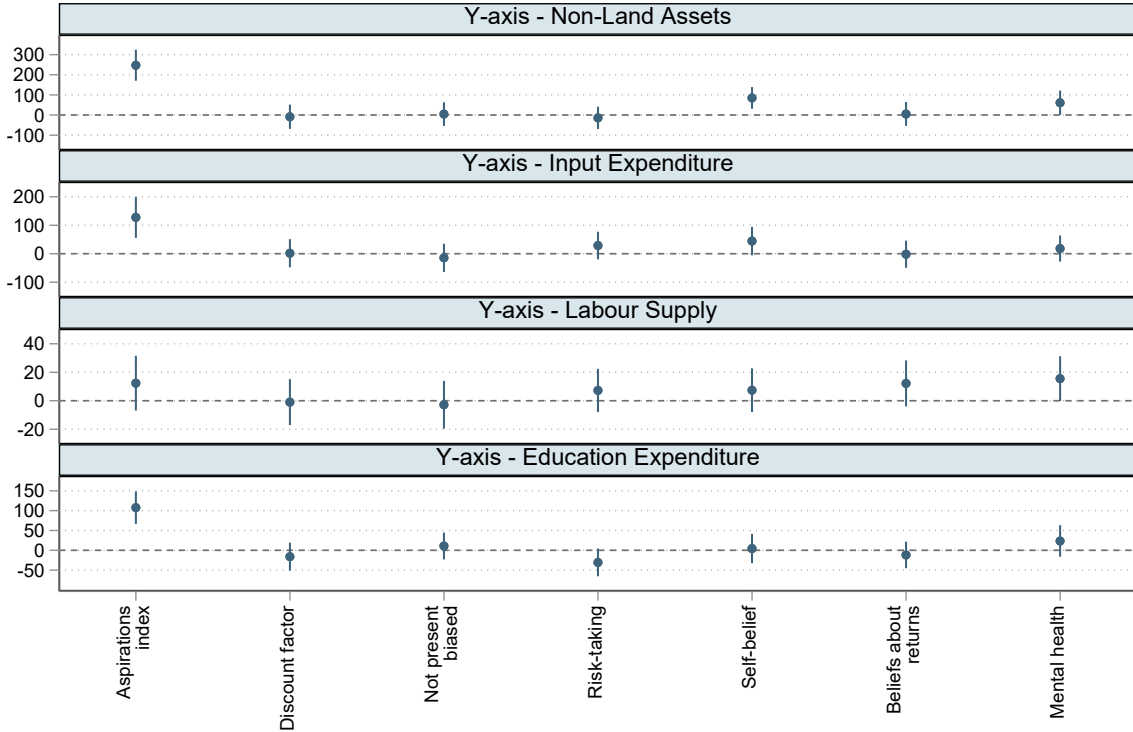 Y-axis - Non-Land Assets
300
200
100
0
-100
Y-axis - Input Expenditure
200
100
0
-100
Y-axis - Labour Supply
40
20
0
-20
Y-axis - Education Expenditure
150
100
50
0
-50
Aspirations
index
Discount factor
Not present
biased
Risk-taking
Self-belief
Beliefs about
returns
Mental health